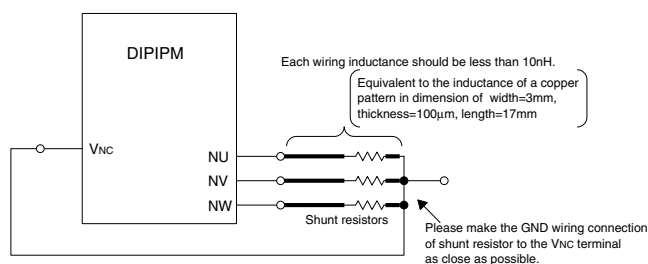 DIPIPM
Each wiring inductance should be less than 10nH.
Equivalent to the inductance of a copper
pattern in dimension of width=3mm,
thickness=100μm, length=17mm
VNC
NU
NV
NW
Shunt resistors
Please make the GND wiring connection
of shunt resistor to the VNC terminal
as close as possible.